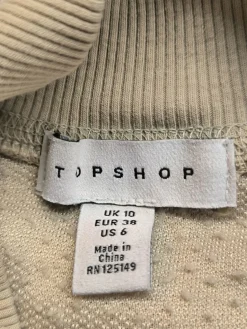 TOPSHOP
UK 10
EUR 38
US 6
Made in
China
RN125149